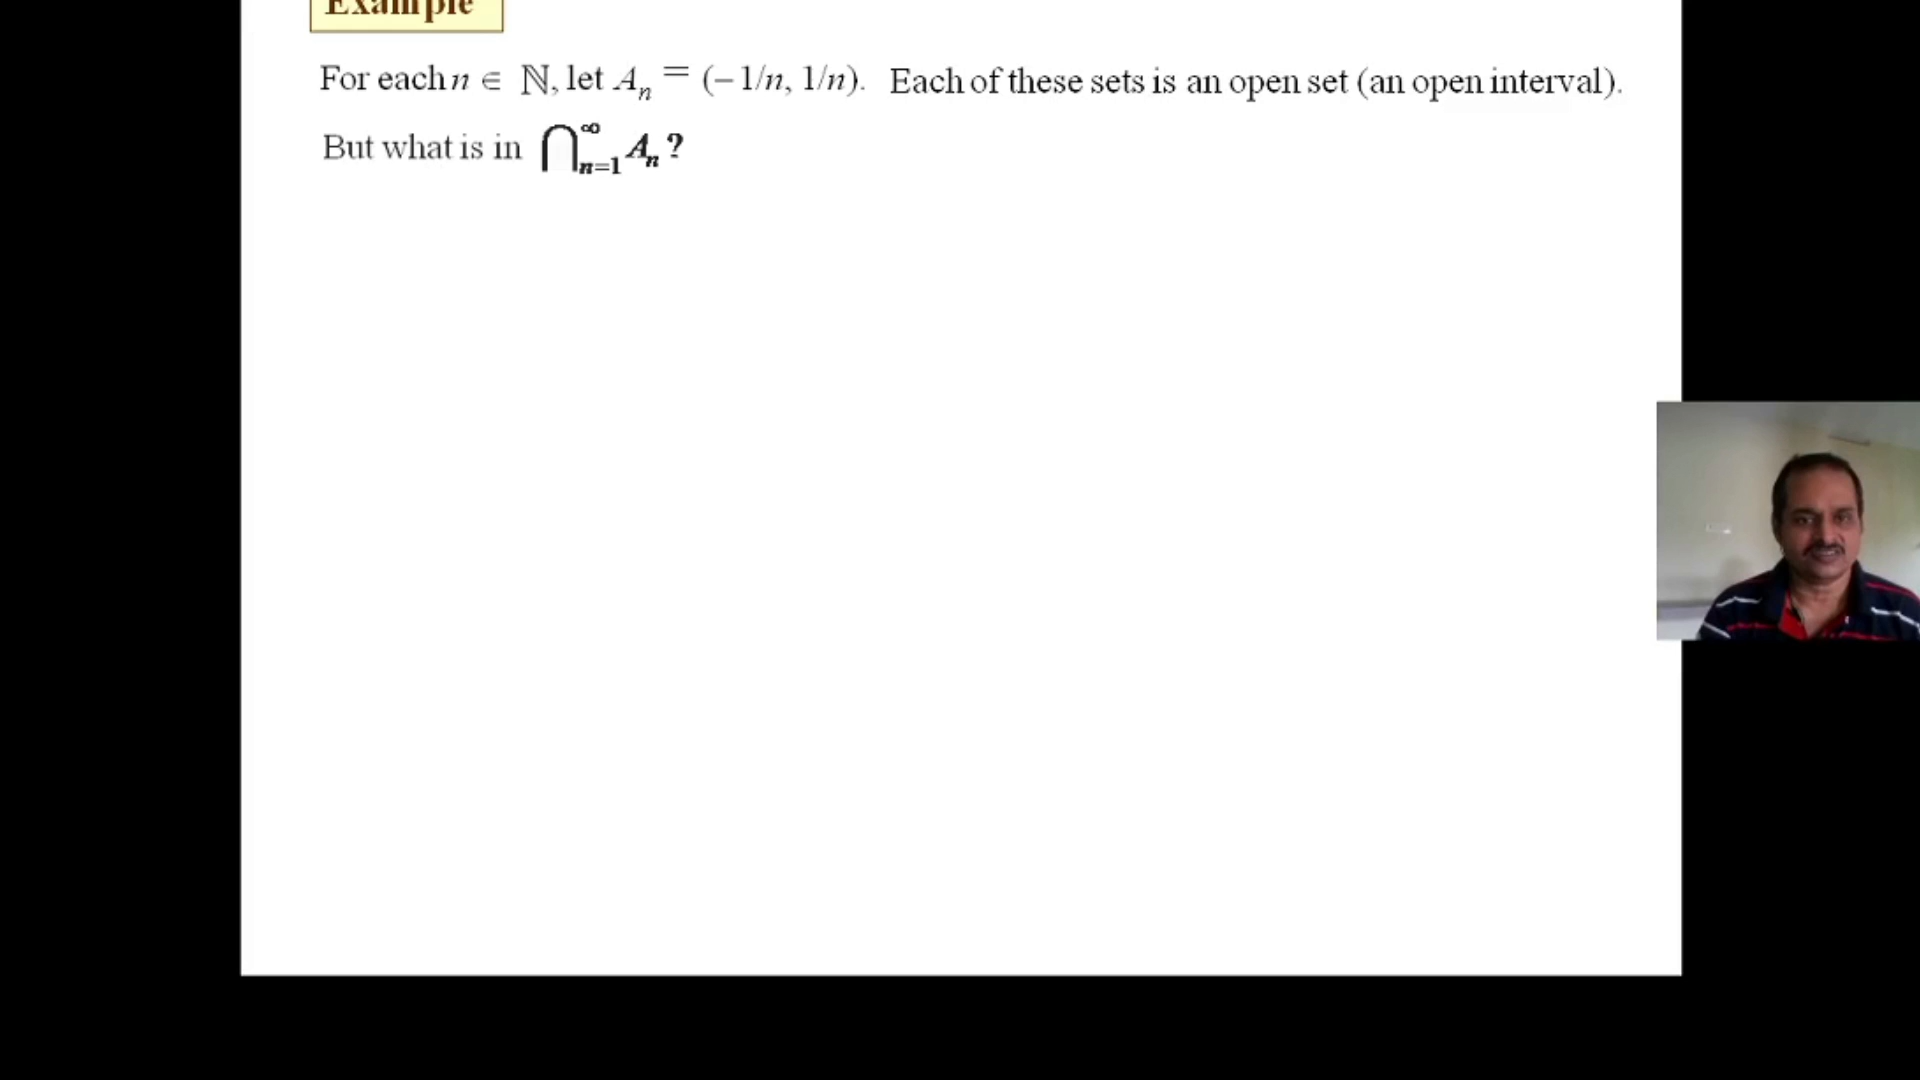 Example
For each n ∈ ℕ, let Aₙ = (– 1/n, 1/n). Each of these sets is an open set (an open interval).
But what is in ⋂ₙ₌₁^∞ Aₙ ?